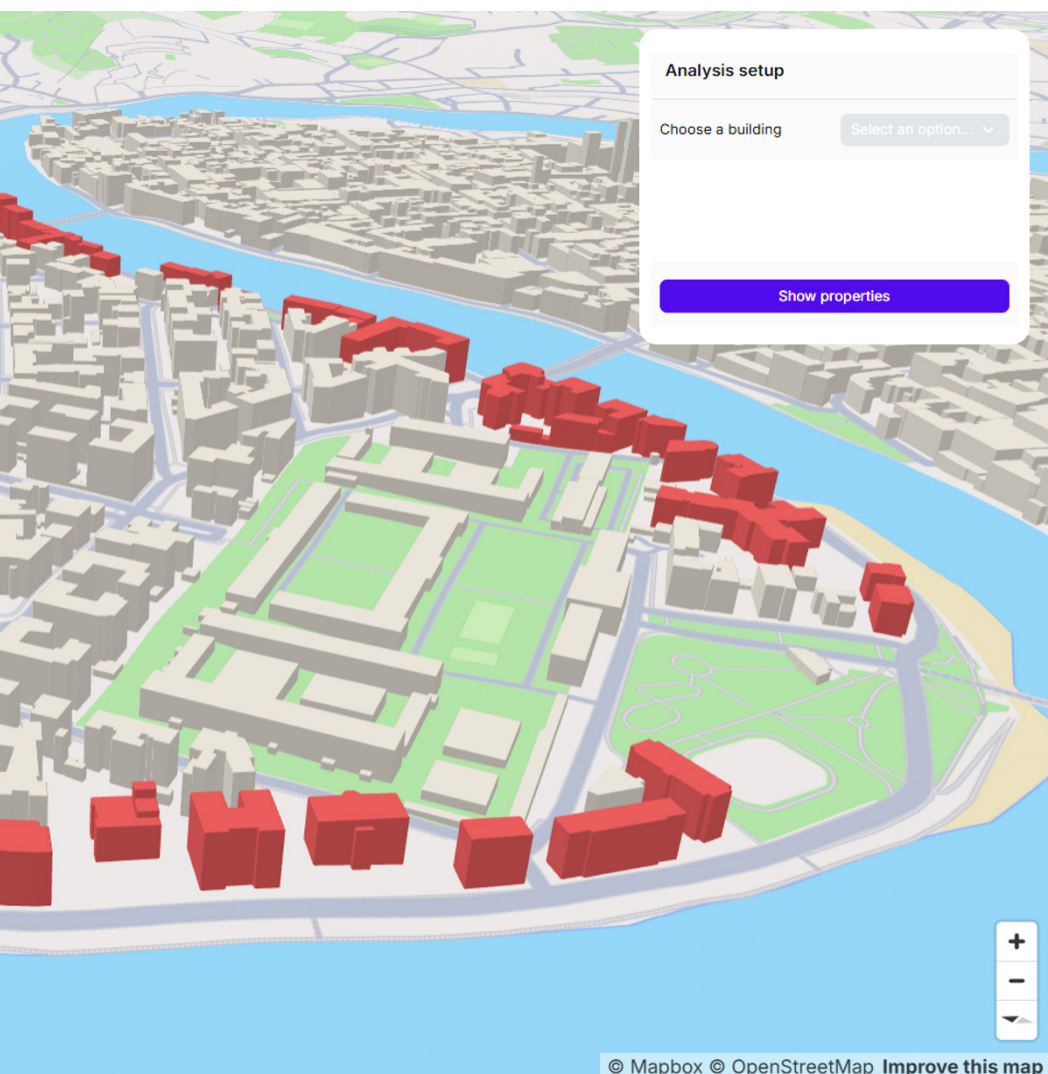 Analysis setup
Choose a building
Select an option...
Show properties
© Mapbox © OpenStreetMap Improve this map